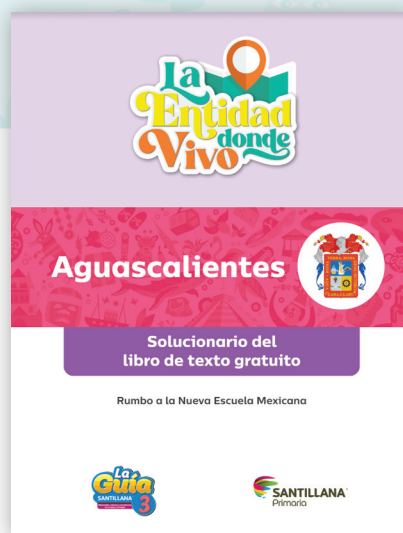 La
Entidad
donde
Vivo
Aguascalientes
Solucionario del
libro de texto gratuito
Rumbo a la Nueva Escuela Mexicana
La
Guía
SANTILLANA
3
SANTILLANA
Primaria